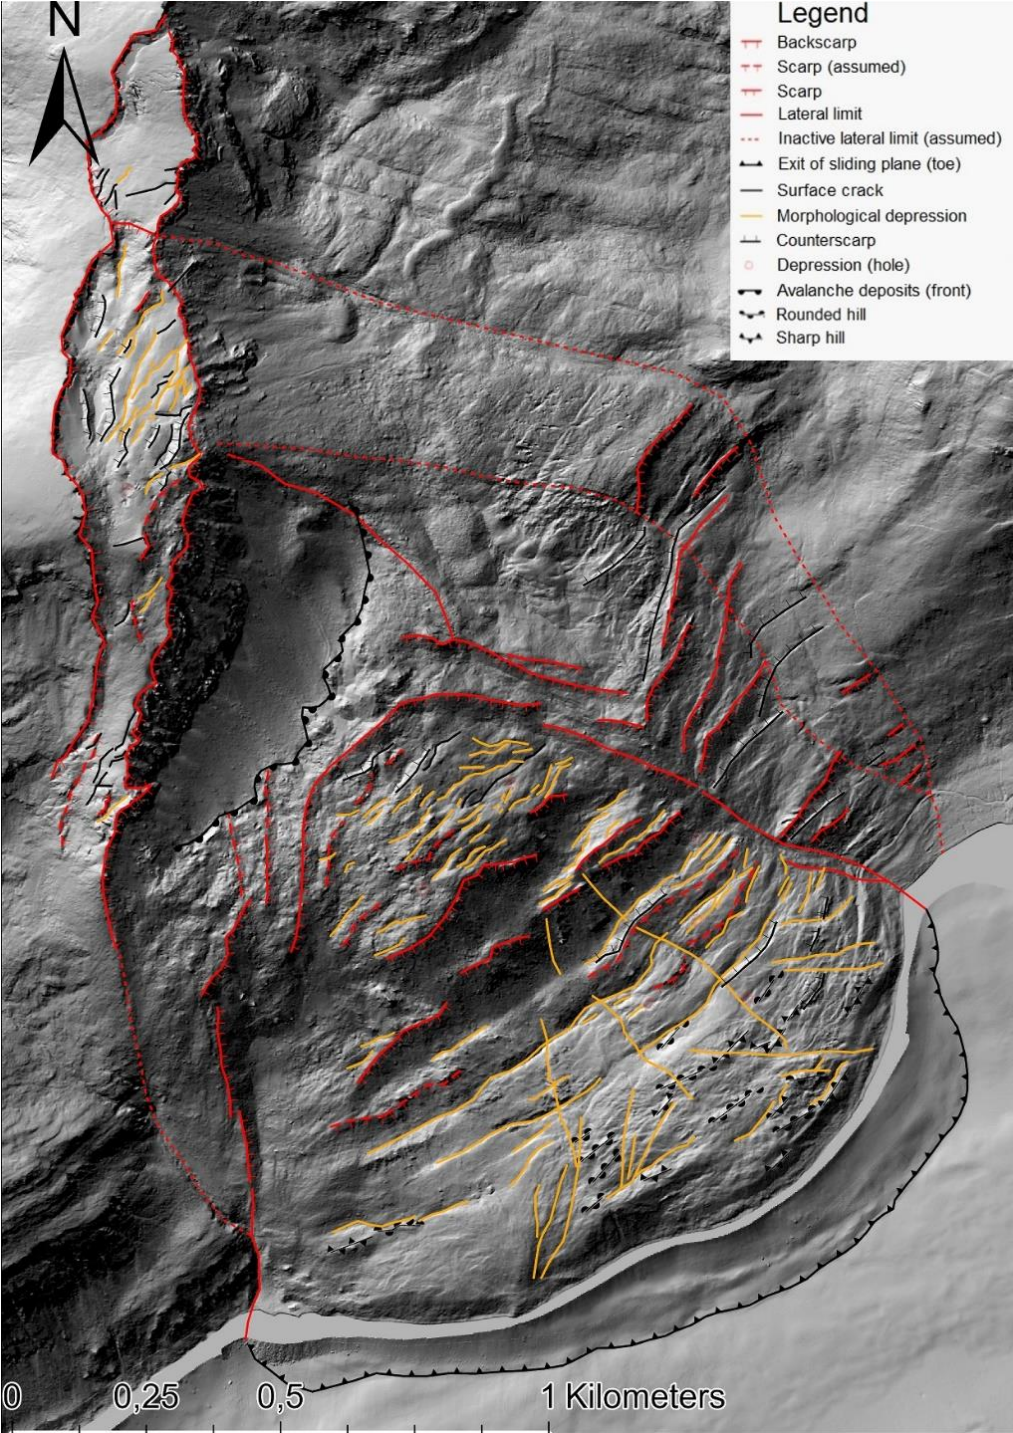 N
Legend
Backscarp
Scarp (assumed)
Scarp
Lateral limit
Inactive lateral limit (assumed)
Exit of sliding plane (toe)
Surface crack
Morphological depression
Counterscarp
Depression (hole)
Avalanche deposits (front)
Rounded hill
Sharp hill
0 0,25 0,5 1 Kilometers